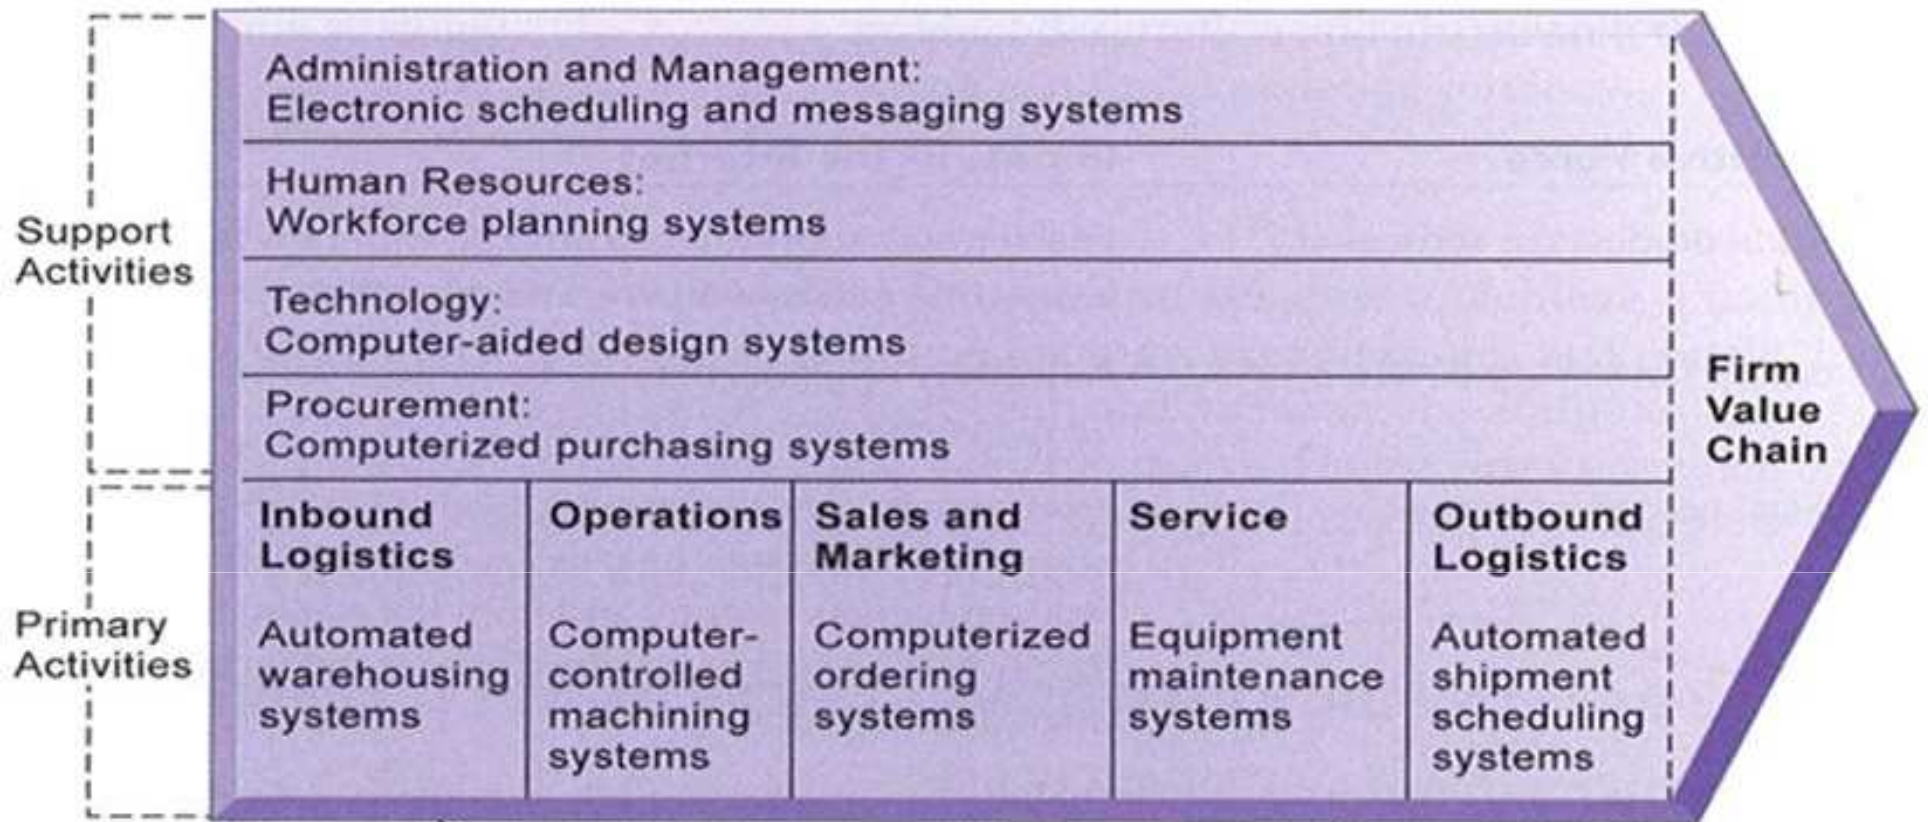 Administration and Management:
Electronic scheduling and messaging systems
Human Resources:
Workforce planning systems
Support
Activities
Technology:
Computer-aided design systems
Procurement:
Computerized purchasing systems
Firm
Value
Chain
Primary
Activities
Inbound
Logistics
Automated
warehousing
systems
Operations
Computer-
controlled
machining
systems
Sales and
Marketing
Computerized
ordering
systems
Service
Equipment
maintenance
systems
Outbound
Logistics
Automated
shipment
scheduling
systems